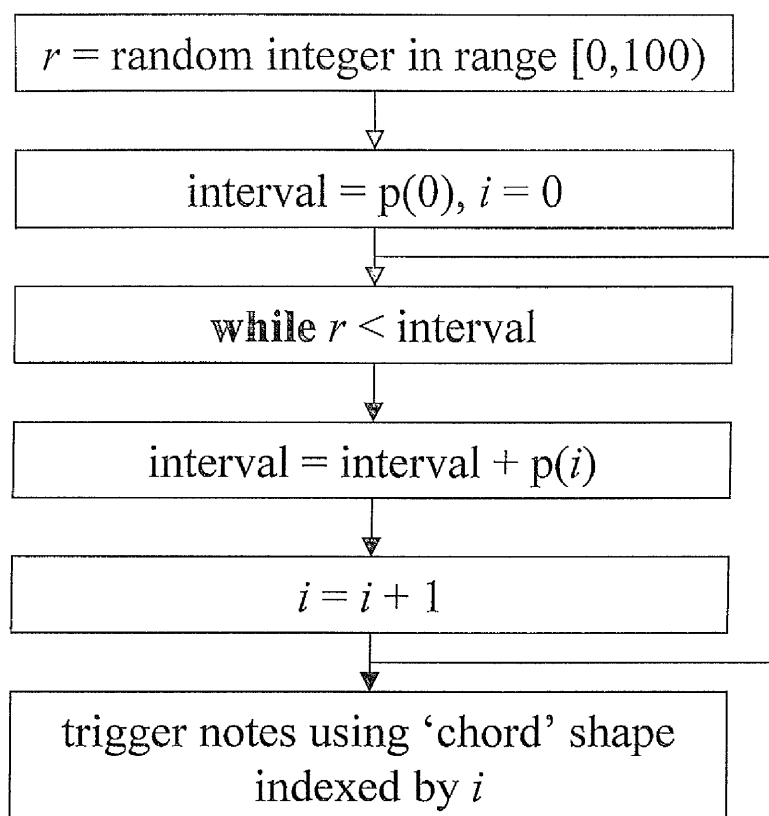 r = random integer in range [0,100)
interval = p(0), i = 0
while r < interval
interval = interval + p(i)
i = i + 1
trigger notes using ‘chord’ shape
indexed by i